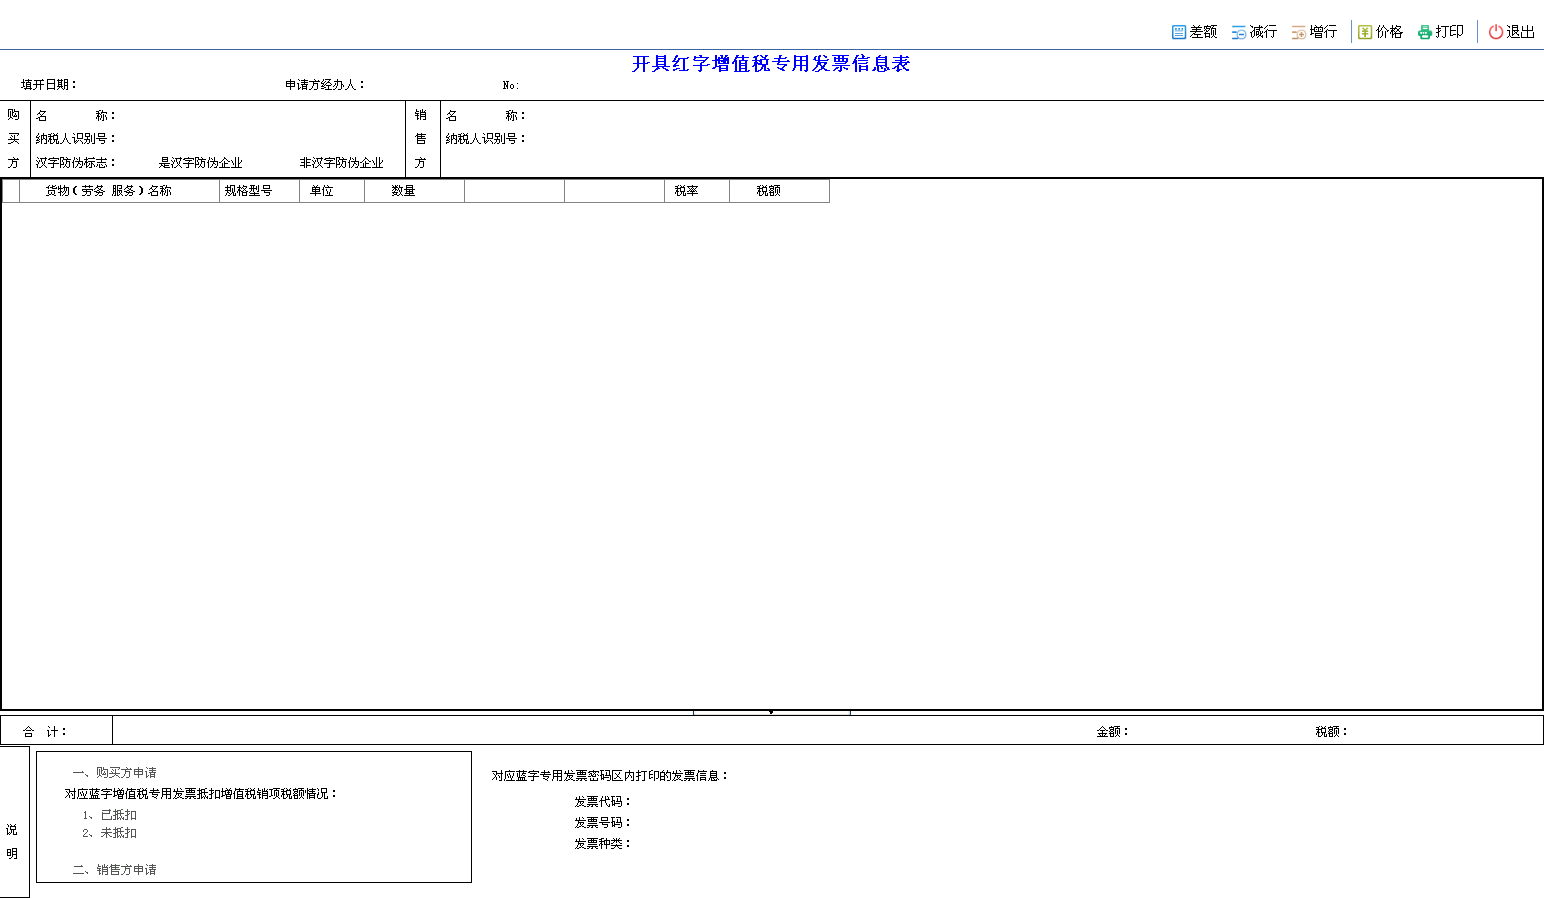 差额 减行 增行 价格 打印 退出
开具红字增值税专用发票信息表
填开日期： 申请方经办人： No:
购买方 名 称： 销售方 名 称：
纳税人识别号： 纳税人识别号：
汉字防伪标志： 是汉字防伪企业 非汉字防伪企业
货物（劳务 服务）名称 规格型号 单位 数量 税率 税额
合 计： 金额： 税额：
说明
一、购买方申请
对应蓝字增值税专用发票抵扣增值税销项税额情况：
1、已抵扣
2、未抵扣
二、销售方申请
对应蓝字专用发票密码区内打印的发票信息：
发票代码：
发票号码：
发票种类：